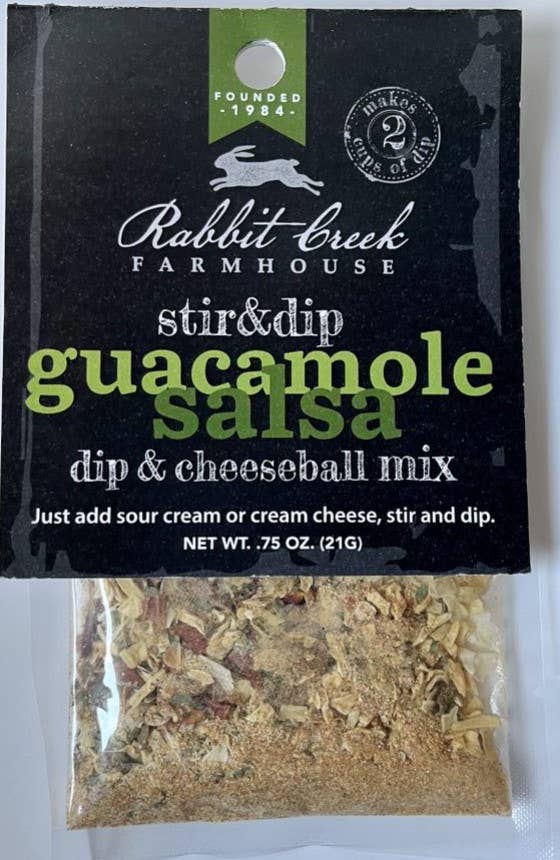 FOUNDED
-1984-
makes
2
cups of dip
Rabbit Creek
FARMHOUSE
stir&dip
guacamole
salsa
dip & cheeseball mix
Just add sour cream or cream cheese, stir and dip.
NET WT. .75 OZ. (21G)